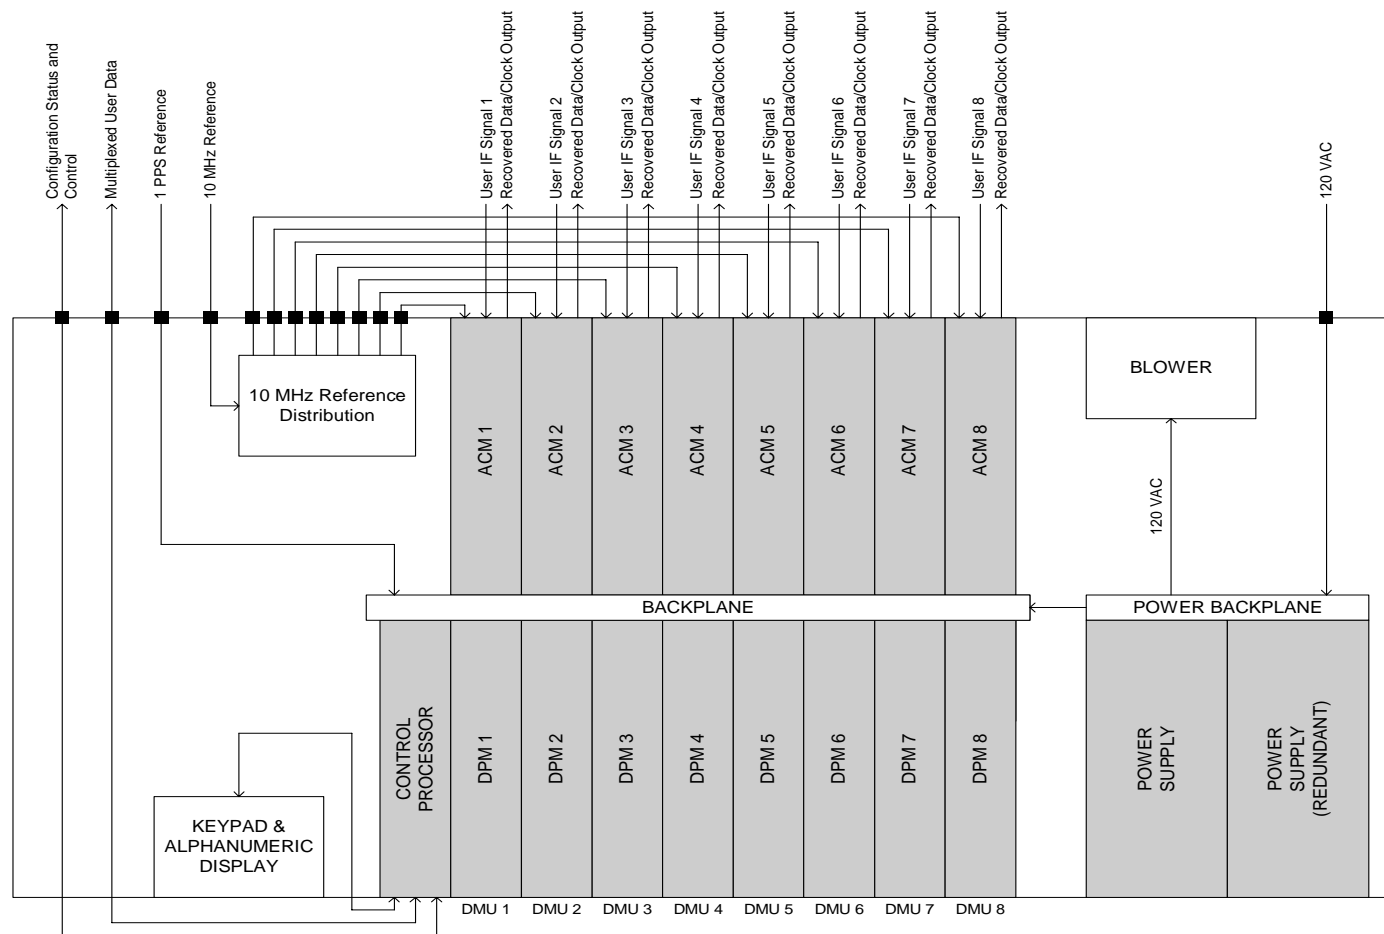 Configuration Status and
Control
Multiplexed User Data
1 PPS Reference
10 MHz Reference
User IF Signal 1
Recovered Data/Clock Output
User IF Signal 2
Recovered Data/Clock Output
User IF Signal 3
Recovered Data/Clock Output
User IF Signal 4
Recovered Data/Clock Output
User IF Signal 5
Recovered Data/Clock Output
User IF Signal 6
Recovered Data/Clock Output
User IF Signal 7
Recovered Data/Clock Output
User IF Signal 8
Recovered Data/Clock Output
120 VAC
10 MHz Reference
Distribution
ACM 1
ACM 2
ACM 3
ACM 4
ACM 5
ACM 6
ACM 7
ACM 8
BLOWER
120 VAC
BACKPLANE
POWER BACKPLANE
CONTROL
PROCESSOR
DPM 1
DPM 2
DPM 3
DPM 4
DPM 5
DPM 6
DPM 7
DPM 8
POWER
SUPPLY
POWER
SUPPLY
(REDUNDANT)
KEYPAD &
ALPHANUMERIC
DISPLAY
DMU 1
DMU 2
DMU 3
DMU 4
DMU 5
DMU 6
DMU 7
DMU 8